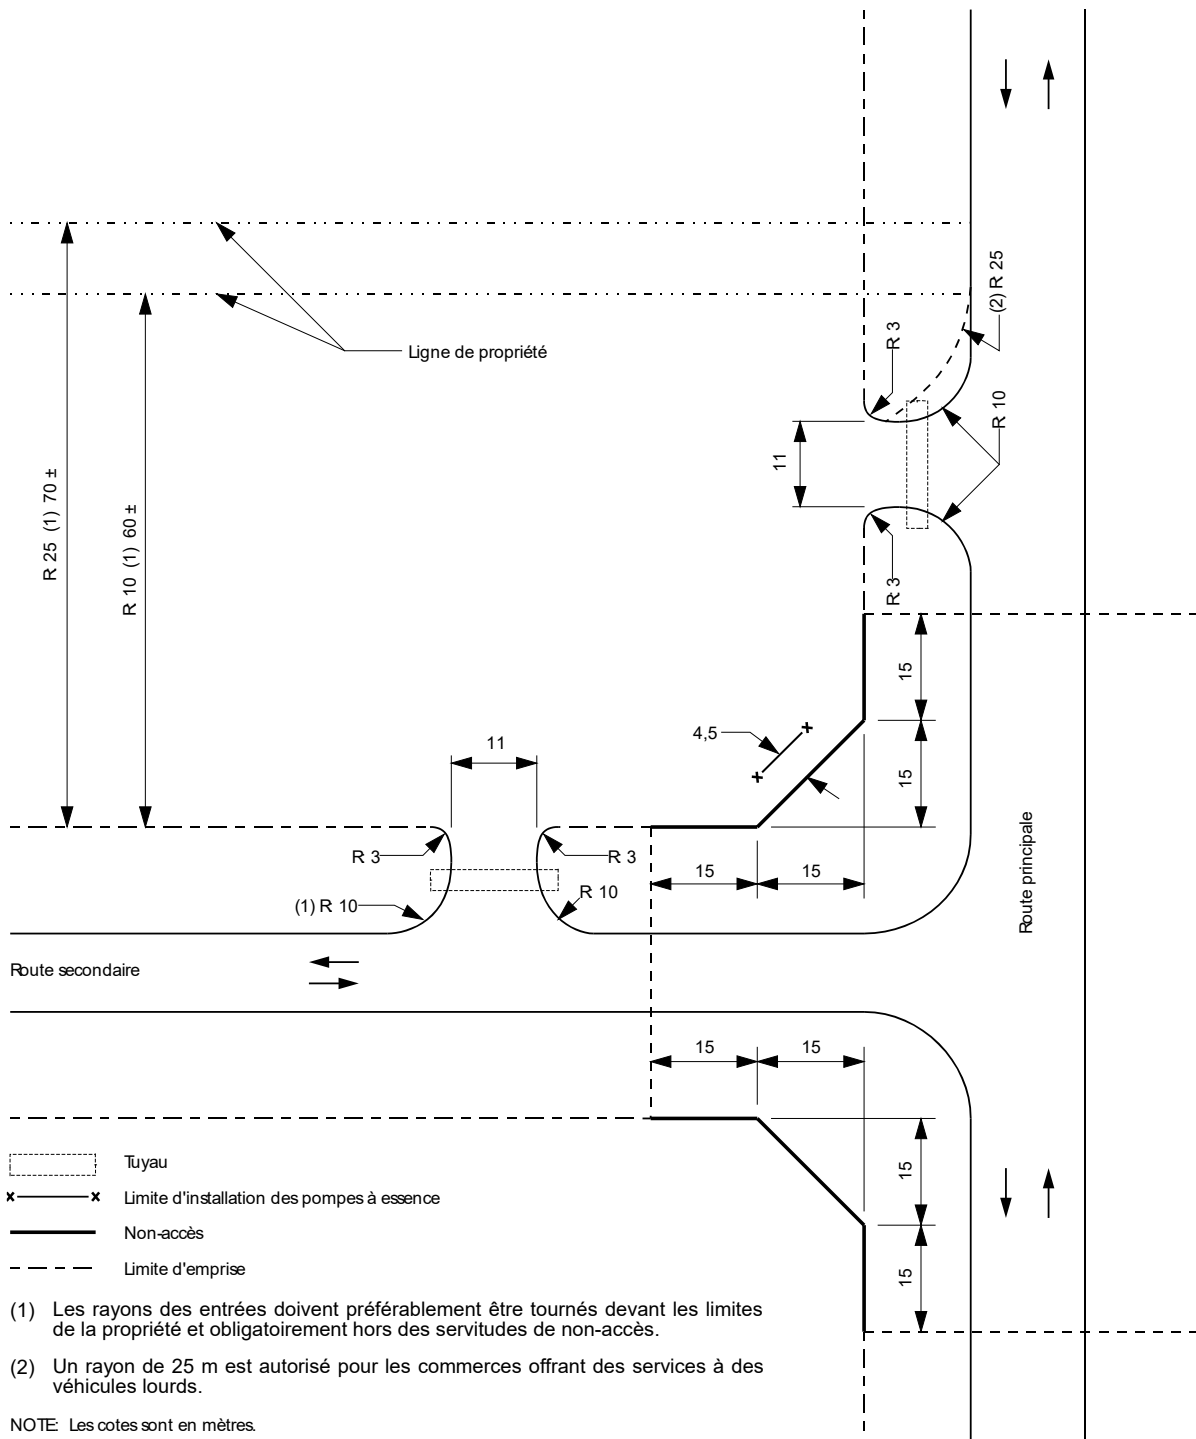 (2) R 25
R 3
Ligne de propriété
R 10
11
R 25 (1) 70 ±
R 10 (1) 60 ±
R 3
15
4,5
11
15
Route principale
R 3
R 3
15
15
(1) R 10
R 10
Route secondaire
15
15
15
Tuyau
Limite d'installation des pompes à essence
Non-accès
15
Limite d'emprise
(1) Les rayons des entrées doivent préférablement être tournés devant les limites
de la propriété et obligatoirement hors des servitudes de non-accès.
(2) Un rayon de 25 m est autorisé pour les commerces offrant des services à des
véhicules lourds.
NOTE: Les cotes sont en mètres.